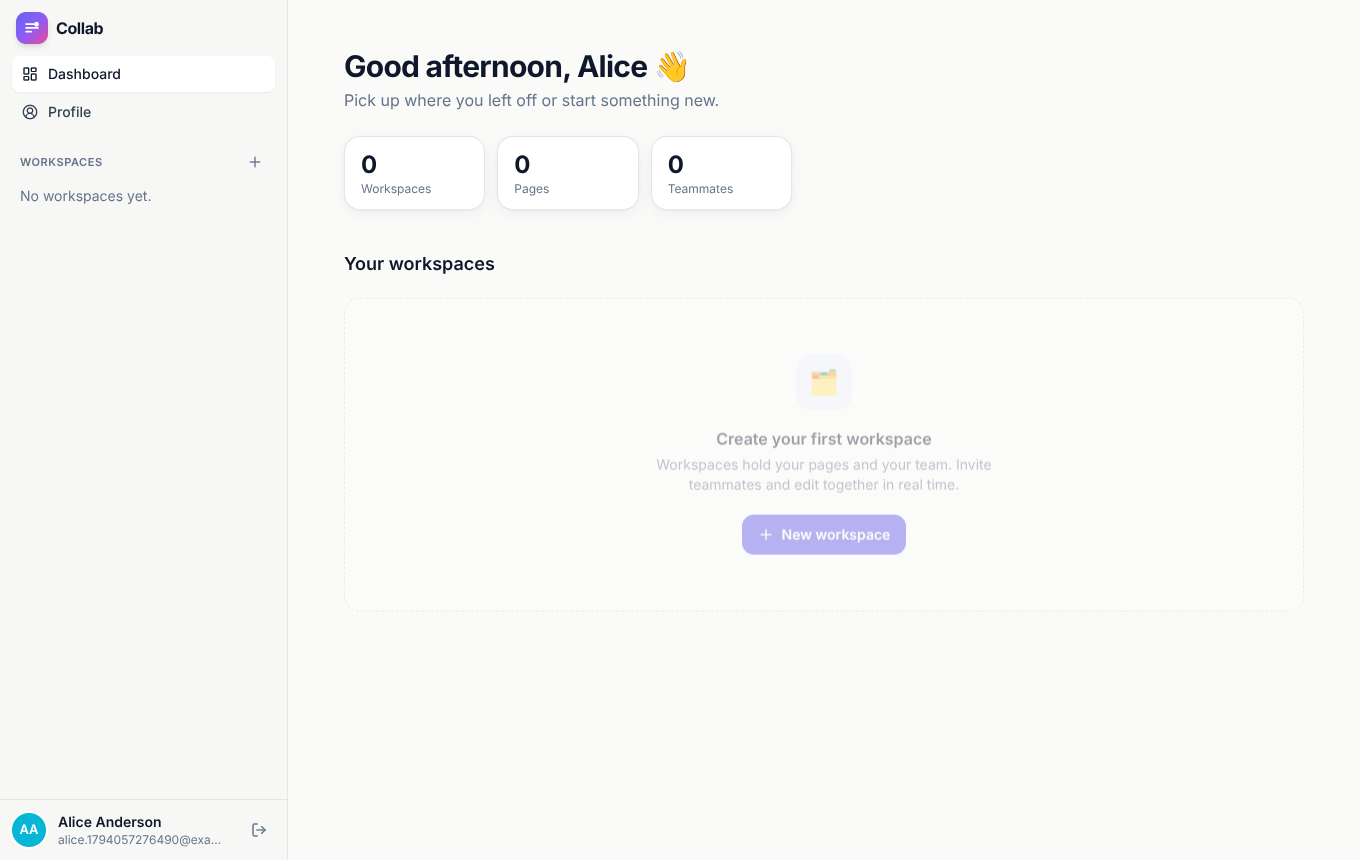 Collab
Dashboard
Profile
WORKSPACES
No workspaces yet.
Good afternoon, Alice 👋
Pick up where you left off or start something new.
0
Workspaces
0
Pages
0
Teammates
Your workspaces
Create your first workspace
Workspaces hold your pages and your team. Invite
teammates and edit together in real time.
New workspace
AA
Alice Anderson
alice.1794057276490@exa...